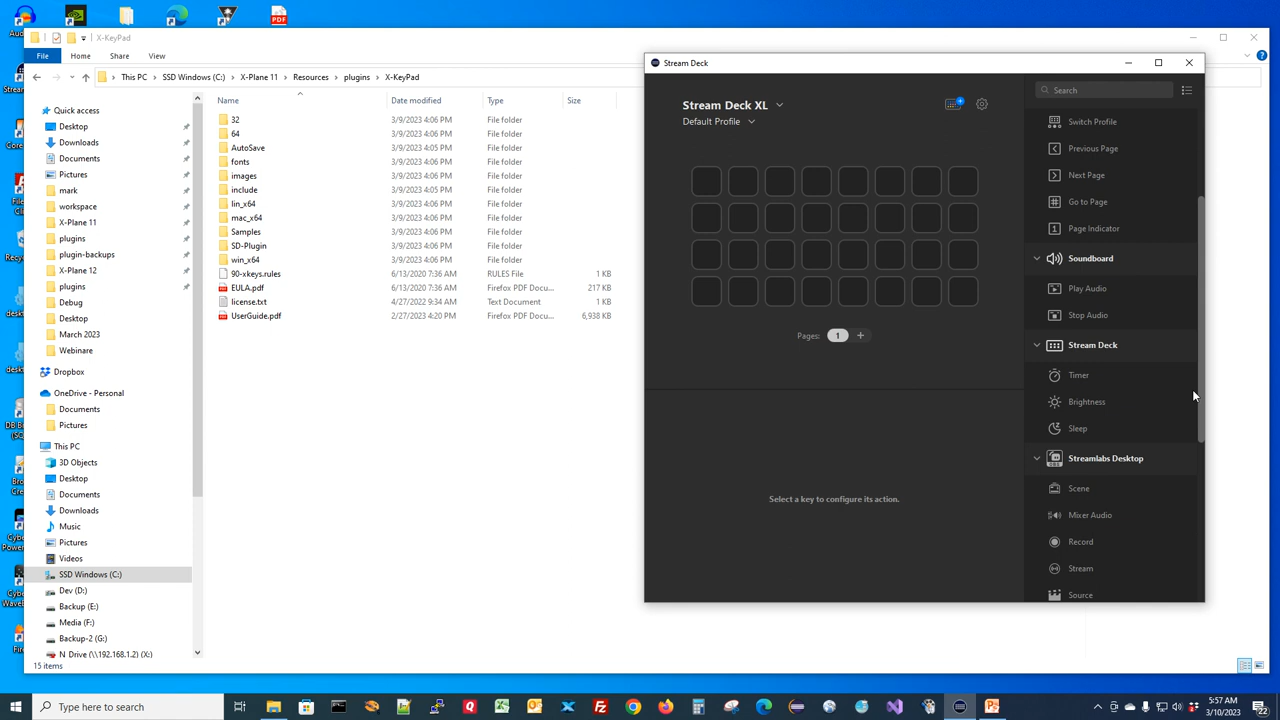 X-KeyPad
File Home Share View
This PC > SSD Windows (C:) > X-Plane 11 > Resources > plugins > X-KeyPad
Quick access
Desktop
Downloads
Documents
Pictures
mark
workspace
X-Plane 11
plugins
plugin-backups
X-Plane 12
plugins
Debug
Desktop
March 2023
Webinare
Dropbox
OneDrive - Personal
Documents
Pictures
This PC
3D Objects
Desktop
Documents
Downloads
Music
Pictures
Videos
SSD Windows (C:)
Dev (D:)
Backup (E:)
Media (F:)
Backup-2 (G:)
N_Drive (\\192.168.1.2) (X:)
15 items
Name Date modified Type Size
32 3/9/2023 4:06 PM File folder
64 3/9/2023 4:06 PM File folder
AutoSave 3/9/2023 4:05 PM File folder
fonts 3/9/2023 4:06 PM File folder
images 3/9/2023 4:06 PM File folder
include 3/9/2023 4:05 PM File folder
lin_x64 3/9/2023 4:06 PM File folder
mac_x64 3/9/2023 4:06 PM File folder
Samples 3/9/2023 4:06 PM File folder
SD-Plugin 3/9/2023 4:06 PM File folder
win_x64 3/9/2023 4:06 PM File folder
90-xkeys.rules 6/13/2020 7:36 AM RULES File 1 KB
EULA.pdf 6/13/2020 7:36 AM Firefox PDF Docu... 217 KB
license.txt 4/27/2022 9:34 AM Text Document 1 KB
UserGuide.pdf 2/27/2023 4:20 PM Firefox PDF Docu... 6,938 KB
Stream Deck
Stream Deck XL
Default Profile
Pages: 1 +
Select a key to configure its action.
Search
Switch Profile
Previous Page
Next Page
Go to Page
Page Indicator
Soundboard
Play Audio
Stop Audio
Stream Deck
Timer
Brightness
Sleep
Streamlabs Desktop
Scene
Mixer Audio
Record
Stream
Source
Type here to search
5:57 AM
3/10/2023